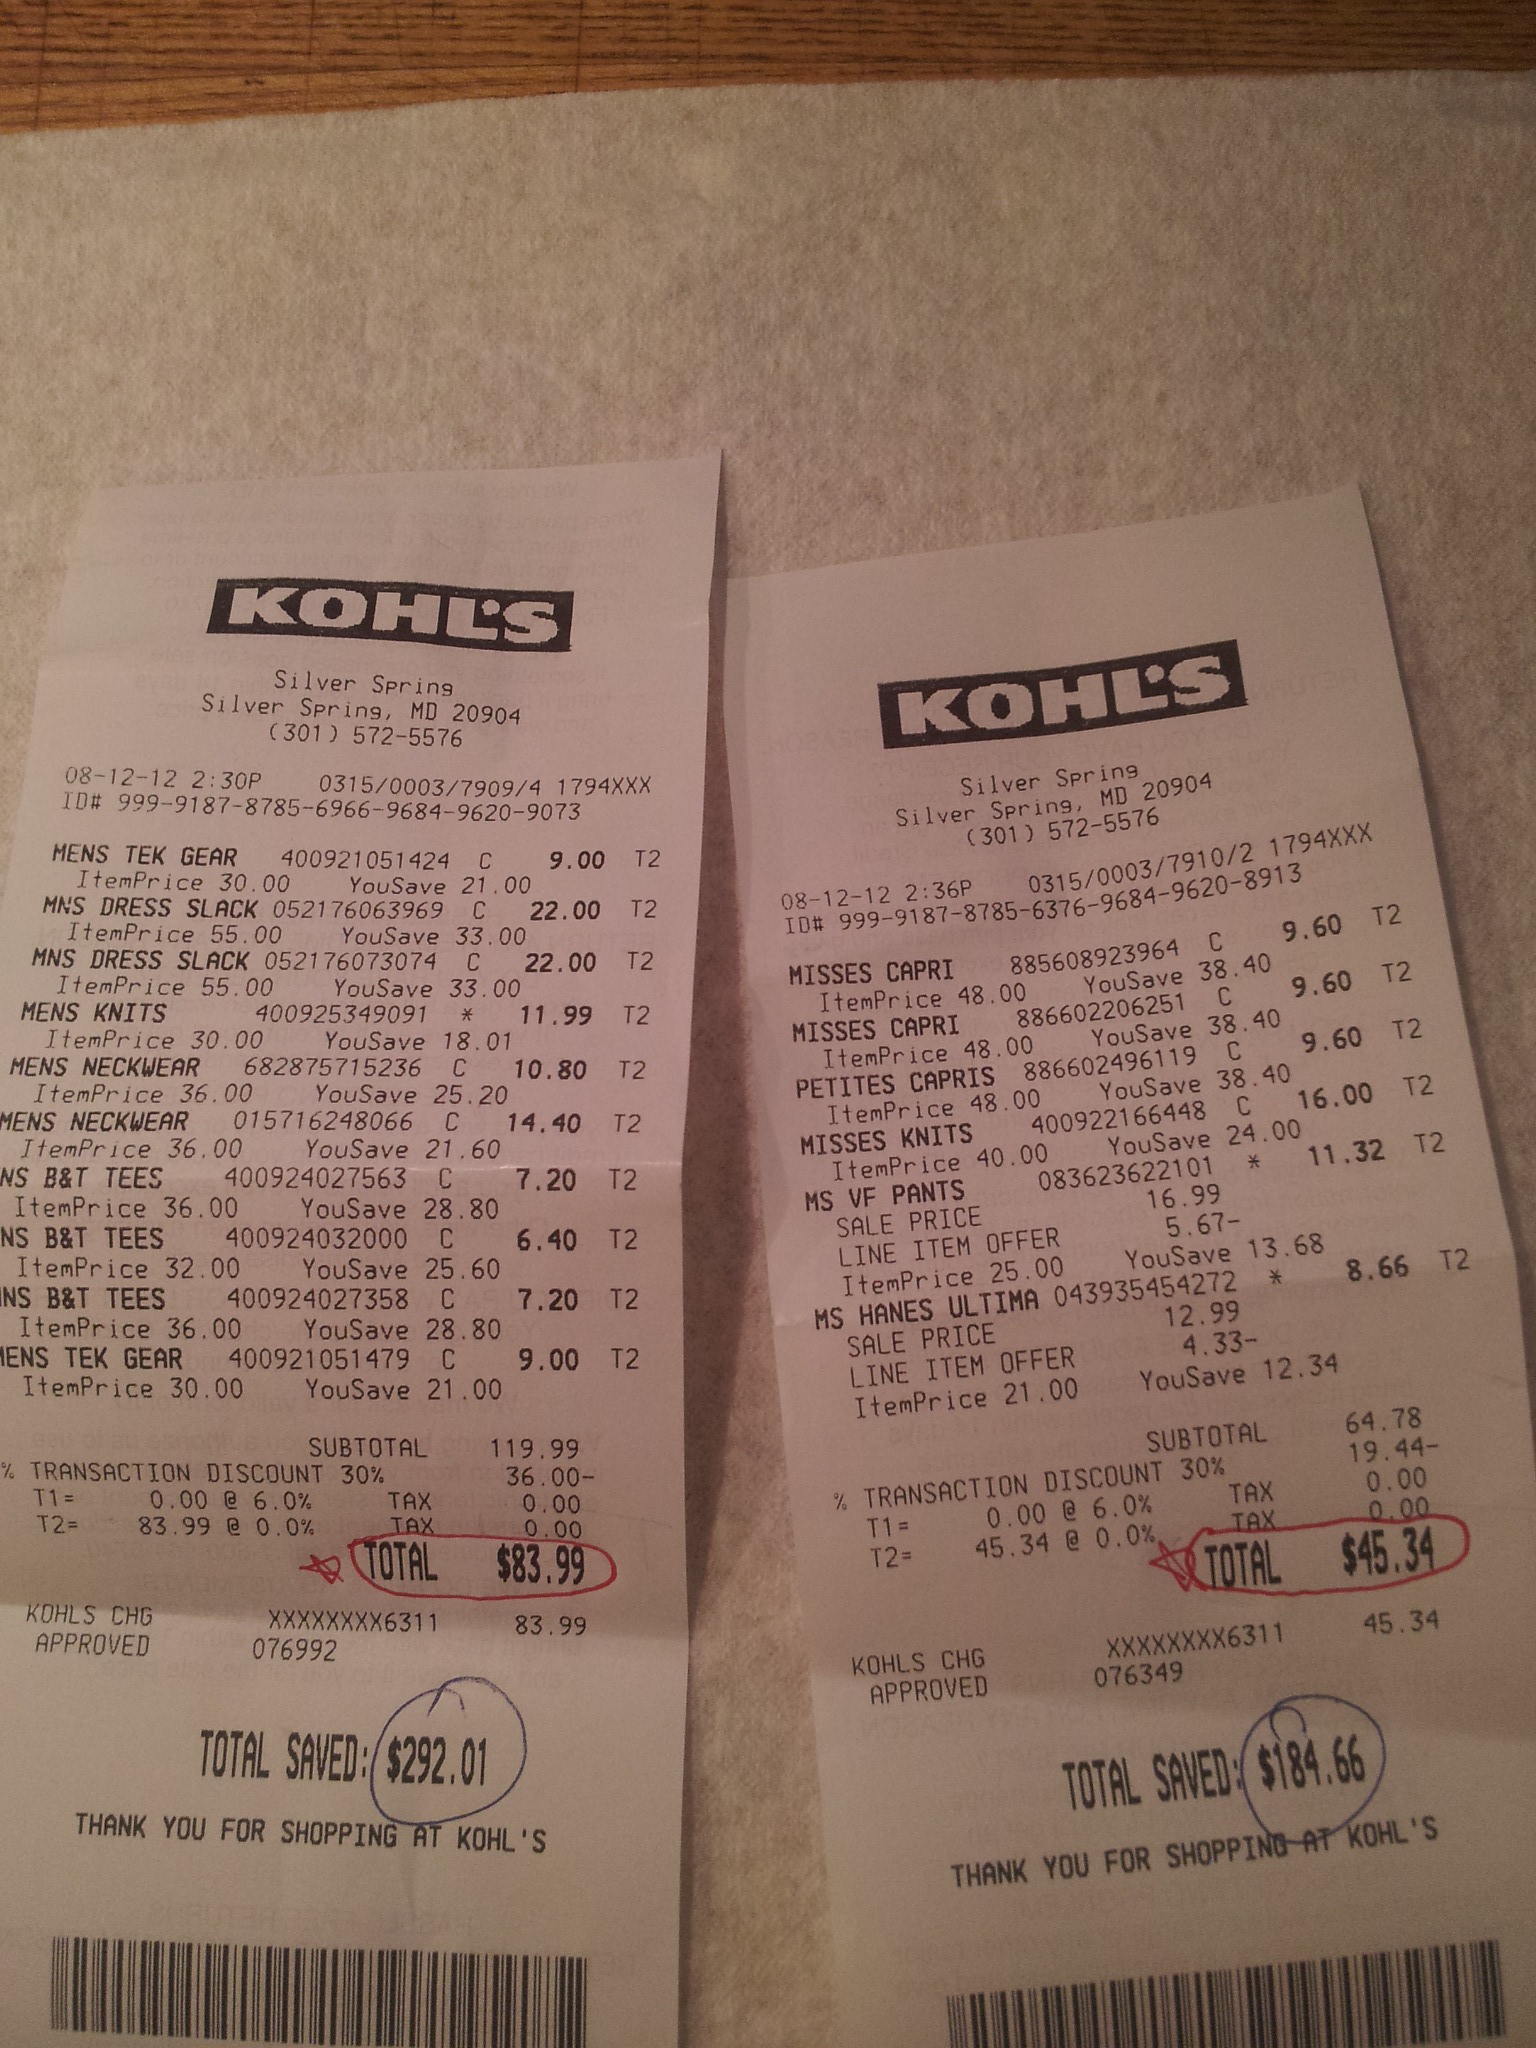 KOHL'S
Silver Spring
Silver Spring, MD 20904
(301) 572-5576
08-12-12 2:30P 0315/0003/7909/4 1794XXX
ID# 999-9187-8785-6966-9684-9620-9073
MENS TEK GEAR 400921051424 C 9.00 T2
ItemPrice 30.00 YouSave 21.00
MNS DRESS SLACK 052176063969 C 22.00 T2
ItemPrice 55.00 YouSave 33.00
MNS DRESS SLACK 052176073074 C 22.00 T2
ItemPrice 55.00 YouSave 33.00
MENS KNITS 400925349091 * 11.99 T2
ItemPrice 30.00 YouSave 18.01
MENS NECKWEAR 682875715236 C 10.80 T2
ItemPrice 36.00 YouSave 25.20
MENS NECKWEAR 015716248066 C 14.40 T2
ItemPrice 36.00 YouSave 21.60
NS B&T TEES 400924027563 C 7.20 T2
ItemPrice 36.00 YouSave 28.80
NS B&T TEES 400924032000 C 6.40 T2
ItemPrice 32.00 YouSave 25.60
NS B&T TEES 400924027358 C 7.20 T2
ItemPrice 36.00 YouSave 28.80
MENS TEK GEAR 400921051479 C 9.00 T2
ItemPrice 30.00 YouSave 21.00
SUBTOTAL 119.99
% TRANSACTION DISCOUNT 30% 36.00-
T1= 0.00 @ 6.0% TAX 0.00
T2= 83.99 @ 0.0% TAX 0.00
TOTAL $83.99
KOHLS CHG XXXXXXXX6311 83.99
APPROVED 076992
TOTAL SAVED: $292.01
THANK YOU FOR SHOPPING AT KOHL'S
KOHL'S
Silver Spring
Silver Spring, MD 20904
(301) 572-5576
08-12-12 2:36P 0315/0003/7910/2 1794XXX
ID# 999-9187-8785-6376-9684-9620-8913
MISSES CAPRI 885608923964 C 9.60 T2
ItemPrice 48.00 YouSave 38.40
MISSES CAPRI 886602206251 C 9.60 T2
ItemPrice 48.00 YouSave 38.40
PETITES CAPRIS 886602496119 C 9.60 T2
ItemPrice 48.00 YouSave 38.40
MISSES KNITS 400922166448 C 16.00 T2
ItemPrice 40.00 YouSave 24.00
MS VF PANTS 083623622101 * 11.32 T2
SALE PRICE 16.99
LINE ITEM OFFER 5.67-
ItemPrice 25.00 YouSave 13.68
MS HANES ULTIMA 043935454272 * 8.66 T2
SALE PRICE 12.99
LINE ITEM OFFER 4.33-
ItemPrice 21.00 YouSave 12.34
SUBTOTAL 64.78
% TRANSACTION DISCOUNT 30% 19.44-
T1= 0.00 @ 6.0% TAX 0.00
T2= 45.34 @ 0.0% TAX 0.00
TOTAL $45.34
KOHLS CHG XXXXXXXX6311 45.34
APPROVED 076349
TOTAL SAVED: $184.66
THANK YOU FOR SHOPPING AT KOHL'S